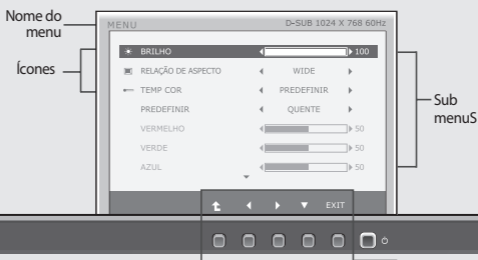 Nome do
menu
Ícones
MENU
D-SUB 1024 X 768 60Hz
BRILHO 100
RELAÇÃO DE ASPECTO WIDE
TEMP COR PREDEFINIR
PREDEFINIR QUENTE
VERMELHO 50
VERDE 50
AZUL 50
EXIT
Sub
menuS